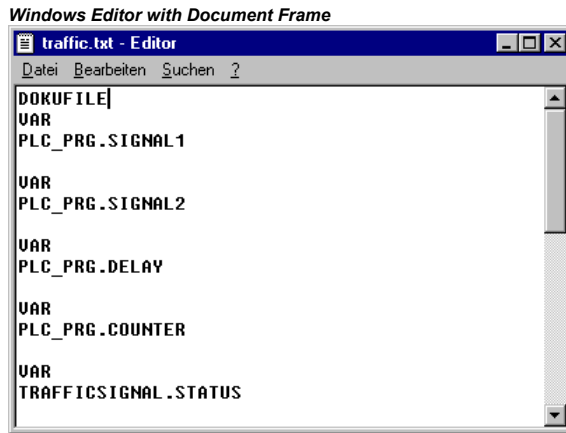 Windows Editor with Document Frame
traffic.txt - Editor
Datei Bearbeiten Suchen ?
DOKUFILE
VAR
PLC_PRG.SIGNAL1
VAR
PLC_PRG.SIGNAL2
VAR
PLC_PRG.DELAY
VAR
PLC_PRG.COUNTER
VAR
TRAFFICSIGNAL.STATUS